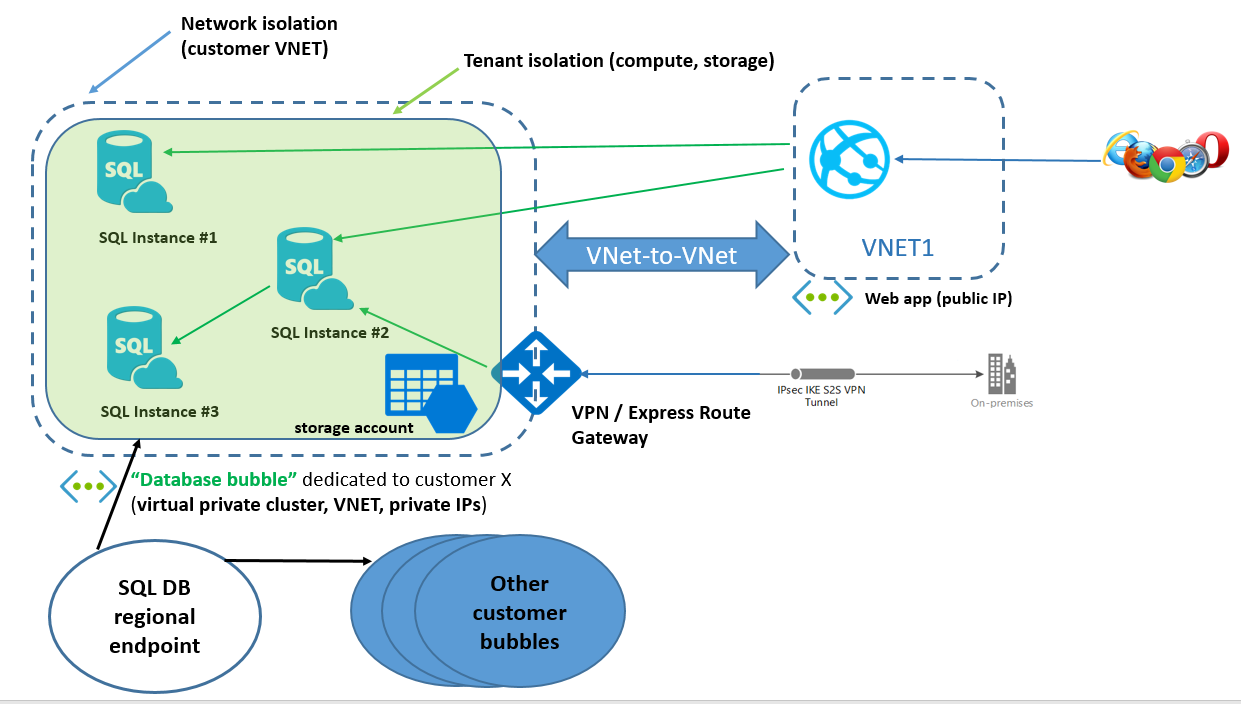 Network isolation
(customer VNET)
Tenant isolation (compute, storage)
SQL
SQL Instance #1
SQL
SQL Instance #2
SQL
SQL Instance #3
storage account
VNet-to-VNet
VNET1
Web app (public IP)
IPsec IKE S2S VPN
Tunnel
On-premises
VPN / Express Route
Gateway
“Database bubble” dedicated to customer X
(virtual private cluster, VNET, private IPs)
SQL DB
regional
endpoint
Other
customer
bubbles